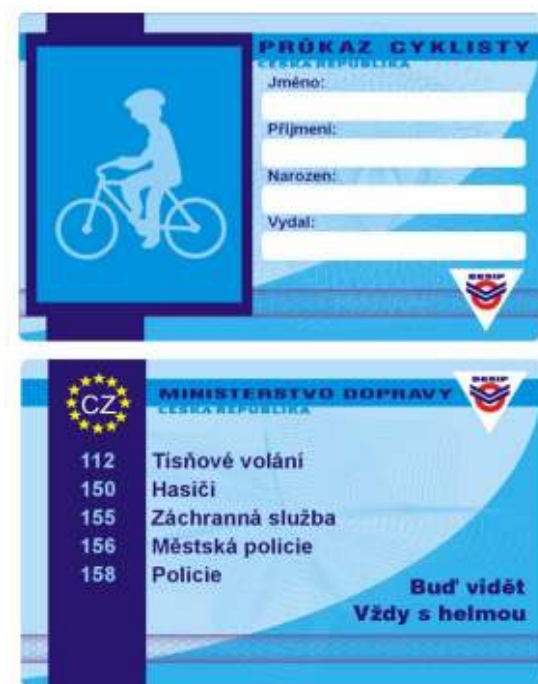 PRŮKAZ CYKLISTY
ČESKÁ REPUBLIKA
Jméno:
Příjmení:
Narozen:
Vydal:
BESIP
CZ
MINISTERSTVO DOPRAVY
ČESKÁ REPUBLIKA
BESIP
112 Tísňové volání
150 Hasiči
155 Záchranná služba
156 Městská policie
158 Policie
Buď vidět
Vždy s helmou